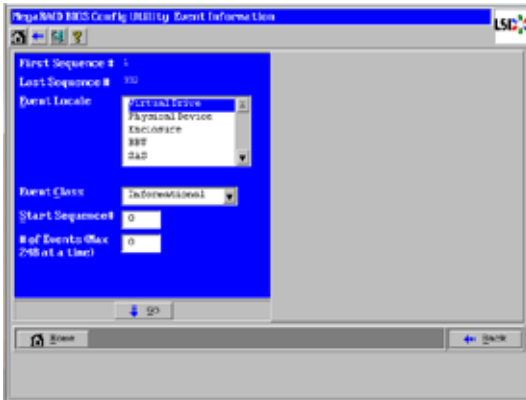 MegaRAID BIOS Config Utility Event Information
LSI
First Sequence # 1
Last Sequence #
Event Locale
Virtual Drive
Physical Device
Enclosure
BBU
SAS
Event Class
Informational
Start Sequence# 0
# of Events (Max 0
248 at a time)
Go
Home
Back